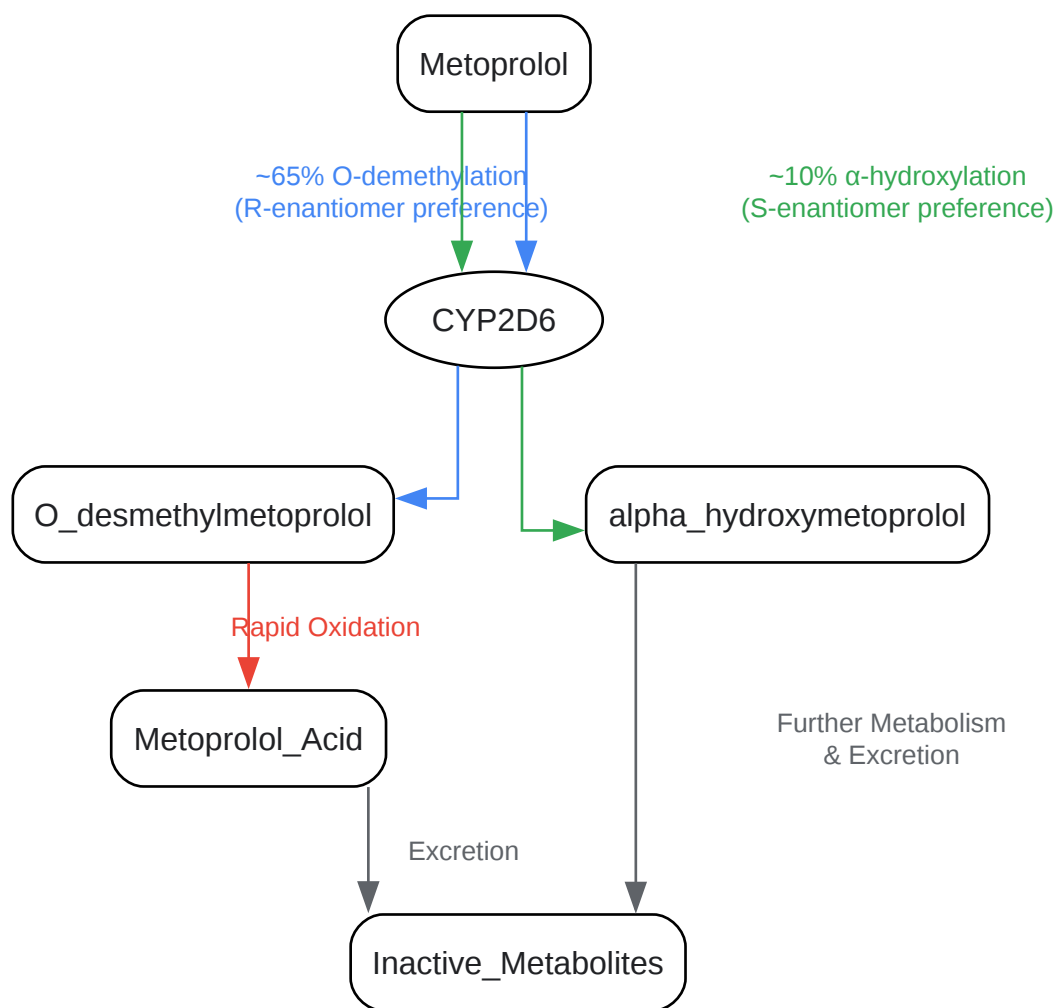 Metoprolol
~65% O-demethylation
(R-enantiomer preference)
~10% α-hydroxylation
(S-enantiomer preference)
CYP2D6
O_desmethylmetoprolol
alpha_hydroxymetoprolol
Rapid Oxidation
Metoprolol_Acid
Further Metabolism
& Excretion
Excretion
Inactive_Metabolites